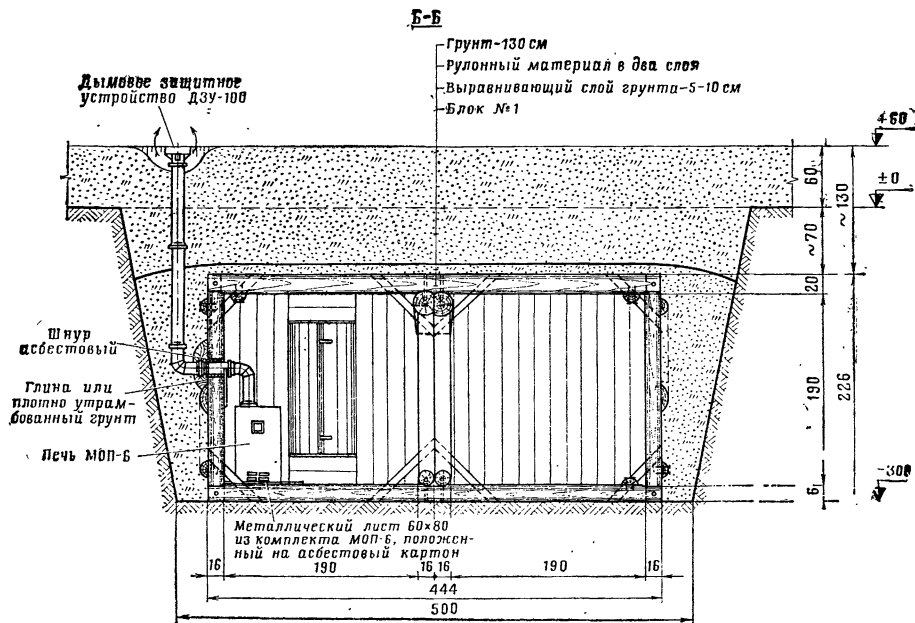 Б-Б
Грунт-130 см
Рулонный материал в два слоя
Выравнивающий слой грунта-5-10 см
Блок №1
Дымовое защитное
устройство ДЗУ-100
+60
±0
-300
60
~70
~130
20
190
226
6
Шнур
асбестовый
Глина или
плотно утрам-
бованный грунт
Печь МОП-Б
Металлический лист 60×80
из комплекта МОП-Б, положен-
ный на асбестовый картон
16 190 16 16 190 16
444
500